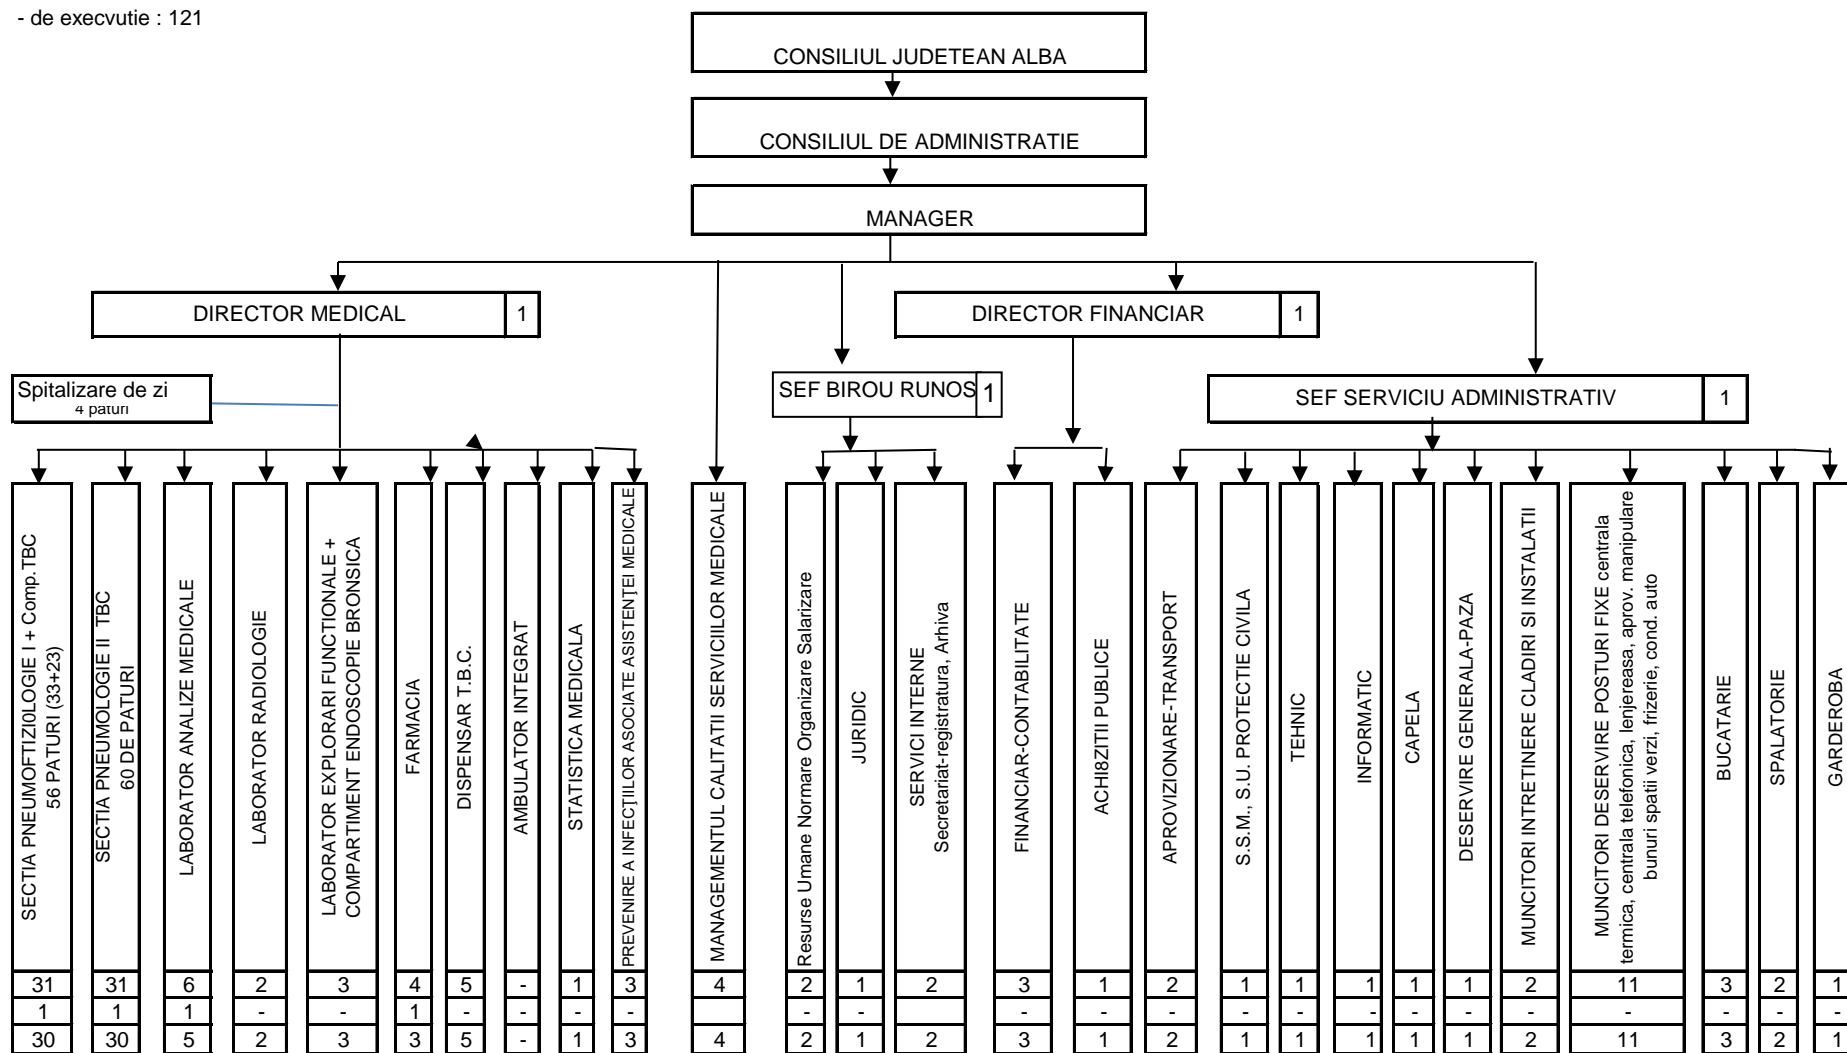 - de execvutie : 121
CONSILIUL JUDETEAN ALBA
CONSILIUL DE ADMINISTRATIE
MANAGER
DIRECTOR MEDICAL 1
DIRECTOR FINANCIAR 1
Spitalizare de zi
4 paturi
SEF BIROU RUNOS 1
SEF SERVICIU ADMINISTRATIV 1
SECTIA PNEUMOFTIZI0LOGIE I + Comp.TBC
56 PATURI (33+23)
SECTIA PNEUMOLOGIE II TBC
60 DE PATURI
LABORATOR ANALIZE MEDICALE
LABORATOR RADIOLOGIE
LABORATOR EXPLORARI FUNCTIONALE +
COMPARTIMENT ENDOSCOPIE BRONSICA
FARMACIA
DISPENSAR T.B.C.
AMBULATOR INTEGRAT
STATISTICA MEDICALA
PREVENIRE A INFECŢIILOR ASOCIATE ASISTENŢEI MEDICALE
MANAGEMENTUL CALITATII SERVICIILOR MEDICALE
Resurse Umane Normare Organizare Salarizare
JURIDIC
SERVICII INTERNE
Secretariat-registratura, Arhiva
FINANCIAR-CONTABILITATE
ACHI8ZITII PUBLICE
APROVIZIONARE-TRANSPORT
S.S.M., S.U. PROTECTIE CIVILA
TEHNIC
INFORMATIC
CAPELA
DESERVIRE GENERALA-PAZA
MUNCITORI INTRETINERE CLADIRI SI INSTALATII
MUNCITORI DESERVIRE POSTURI FIXE centrala
termica, centrala telefonica, lenjereasa, aprov. manipulare
bunuri spatii verzi, frizerie, cond. auto
BUCATARIE
SPALATORIE
GARDEROBA
31 31 6 2 3 4 5 - 1 3 4 2 1 2 3 1 2 1 1 1 1 1 2 11 3 2 1
1 1 1 - - 1 - - - - - - - - - - - - - - - - - - - -
30 30 5 2 3 3 5 - 1 3 4 2 1 2 3 1 2 1 1 1 1 1 2 11 3 2 1